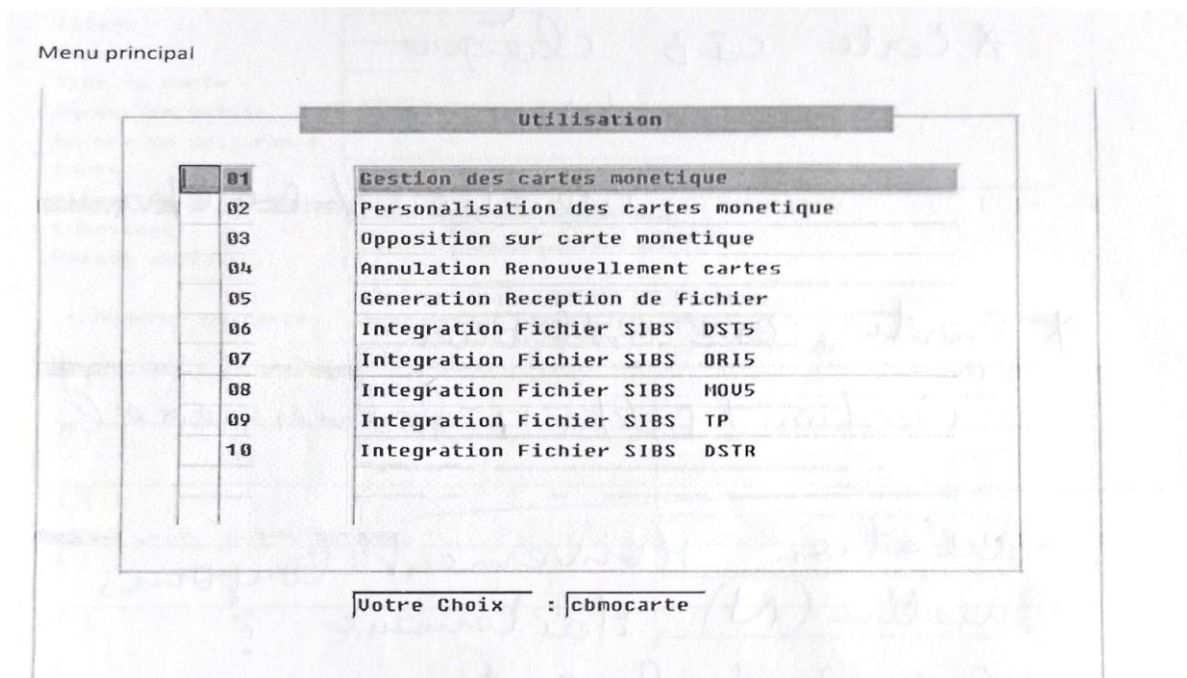 Menu principal
Utilisation
01 Gestion des cartes monetique
02 Personalisation des cartes monetique
03 Opposition sur carte monetique
04 Annulation Renouvellement cartes
05 Generation Reception de fichier
06 Integration Fichier SIBS DST5
07 Integration Fichier SIBS ORI5
08 Integration Fichier SIBS MOV5
09 Integration Fichier SIBS TP
10 Integration Fichier SIBS DSTR
Votre Choix : cbmocarte